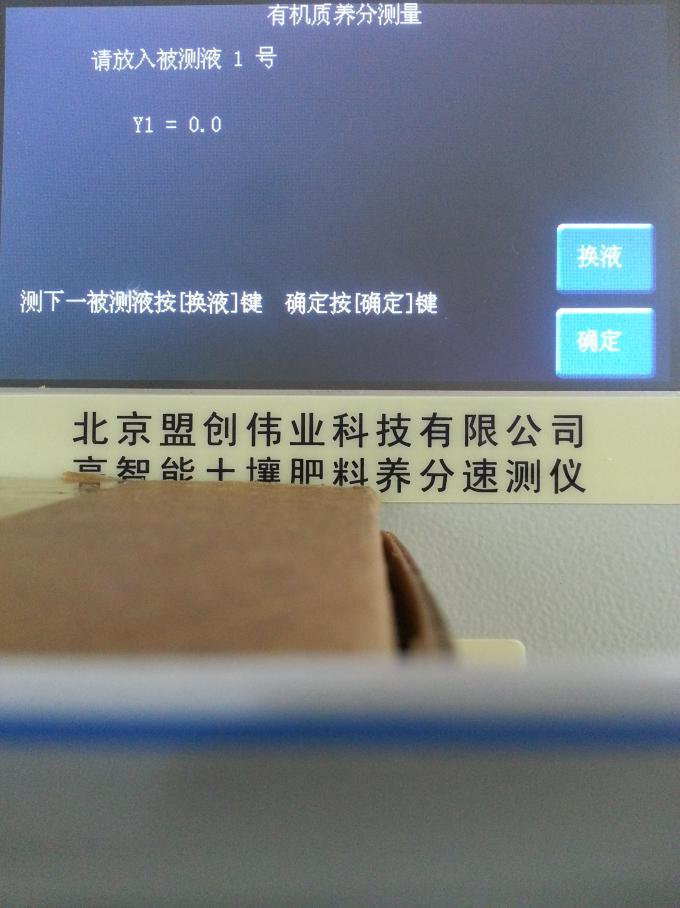 有机质养分测量
请放入被测液 1 号
Y1 = 0.0
换液
测下一被测液按[换液]键 确定按[确定]键
确定
北京盟创伟业科技有限公司
高智能土壤肥料养分速测仪